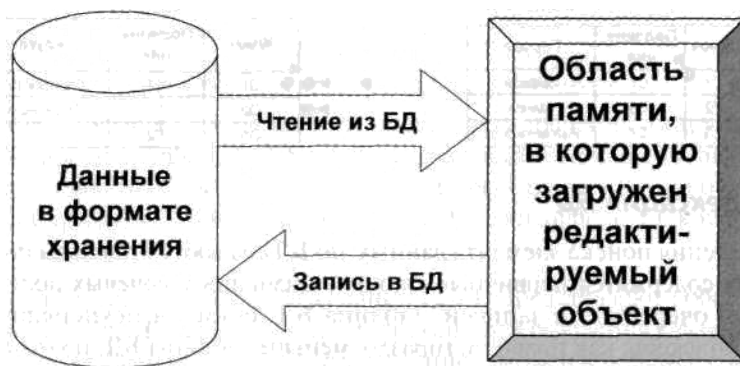 Данные
в формате
хранения
Чтение из БД
Запись в БД
Область
памяти,
в которую
загружен
редакти-
руемый
объект